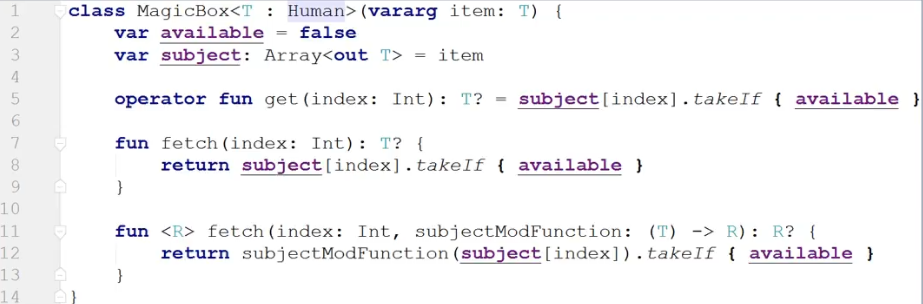 1 class MagicBox<T : Human>(vararg item: T) {
2 var available = false
3 var subject: Array<out T> = item
4
5 operator fun get(index: Int): T? = subject[index].takeIf { available }
6
7 fun fetch(index: Int): T? {
8 return subject[index].takeIf { available }
9 }
10
11 fun <R> fetch(index: Int, subjectModFunction: (T) -> R): R? {
12 return subjectModFunction(subject[index]).takeIf { available }
13 }
14 }